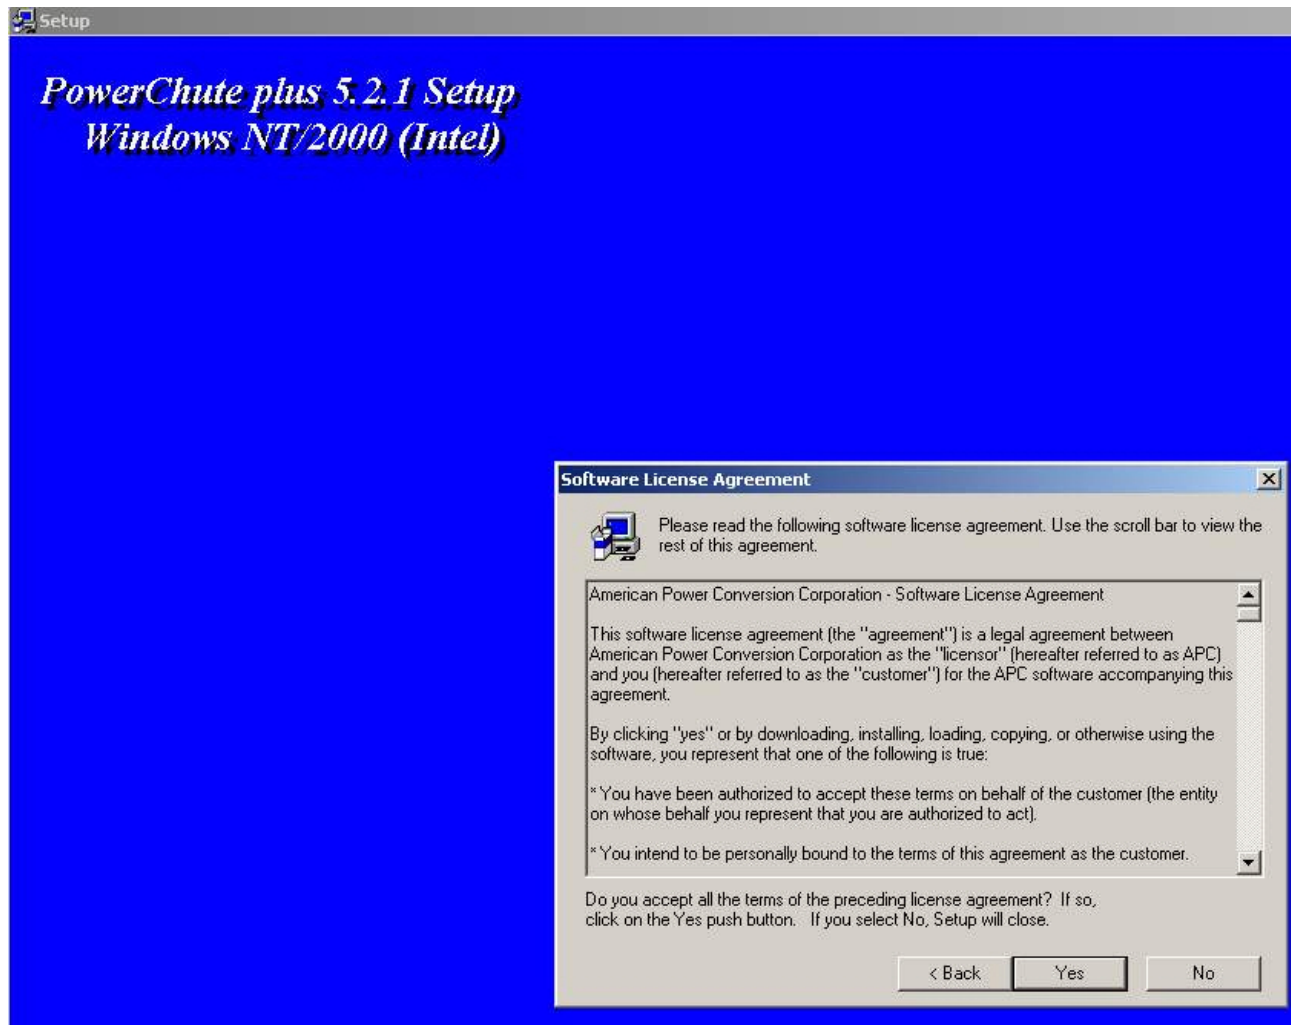 Setup
PowerChute plus 5.2.1 Setup
Windows NT/2000 (Intel)
Software License Agreement
Please read the following software license agreement. Use the scroll bar to view the
rest of this agreement.
American Power Conversion Corporation - Software License Agreement
This software license agreement (the "agreement") is a legal agreement between
American Power Conversion Corporation as the "licensor" (hereafter referred to as APC)
and you (hereafter referred to as the "customer") for the APC software accompanying this
agreement.
By clicking "yes" or by downloading, installing, loading, copying, or otherwise using the
software, you represent that one of the following is true:
* You have been authorized to accept these terms on behalf of the customer (the entity
on whose behalf you represent that you are authorized to act).
* You intend to be personally bound to the terms of this agreement as the customer.
Do you accept all the terms of the preceding license agreement? If so,
click on the Yes push button. If you select No, Setup will close.
< Back Yes No